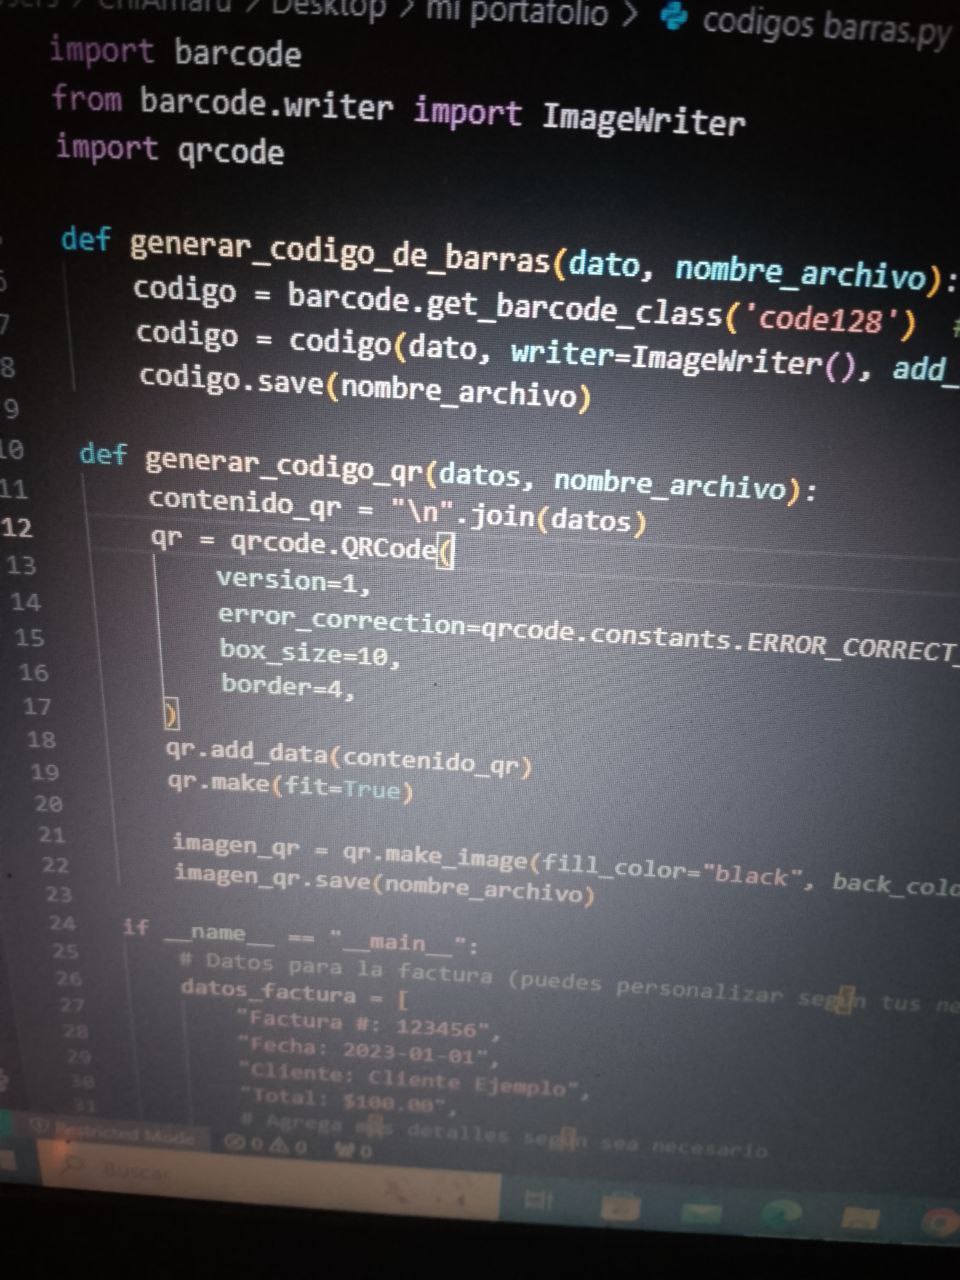 Desktop > mi portafolio > codigos barras.py
import barcode
from barcode.writer import ImageWriter
import qrcode
def generar_codigo_de_barras(dato, nombre_archivo):
6 codigo = barcode.get_barcode_class('code128') #
7 codigo = codigo(dato, writer=ImageWriter(), add_
8 codigo.save(nombre_archivo)
9
10 def generar_codigo_qr(datos, nombre_archivo):
11 contenido_qr = "\n".join(datos)
12 qr = qrcode.QRCode(
13 version=1,
14 error_correction=qrcode.constants.ERROR_CORRECT_
15 box_size=10,
16 border=4,
17 )
18 qr.add_data(contenido_qr)
19 qr.make(fit=True)
20
21 imagen_qr = qr.make_image(fill_color="black", back_colo
22 imagen_qr.save(nombre_archivo)
23
24 if __name__ == "__main__":
25 # Datos para la factura (puedes personalizar según tus ne
26 datos_factura = [
27 "Factura #: 123456",
28 "Fecha: 2023-01-01",
29 "Cliente: Cliente Ejemplo",
30 "Total: $100.00",
31 # Agrega más detalles según sea necesario
Restricted Mode 0 0 0
Buscar